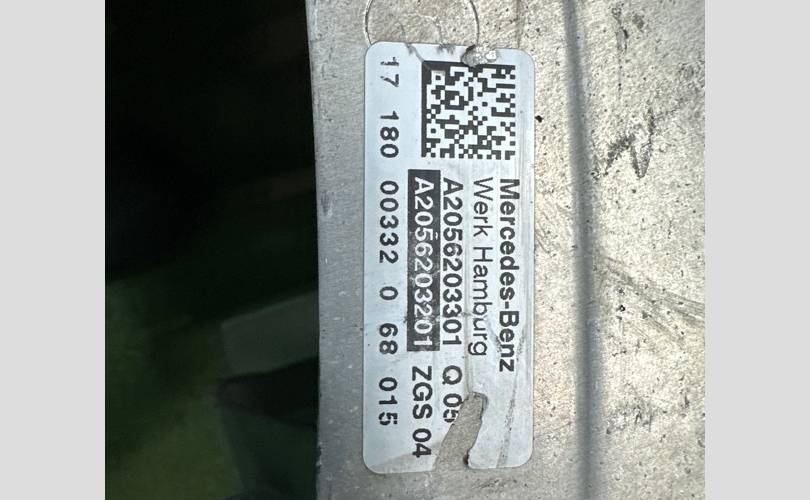 Mercedes-Benz
Werk Hamburg
A2056203301 Q 05
A2056203201 ZGS 04
17 180 00332 0 68 015